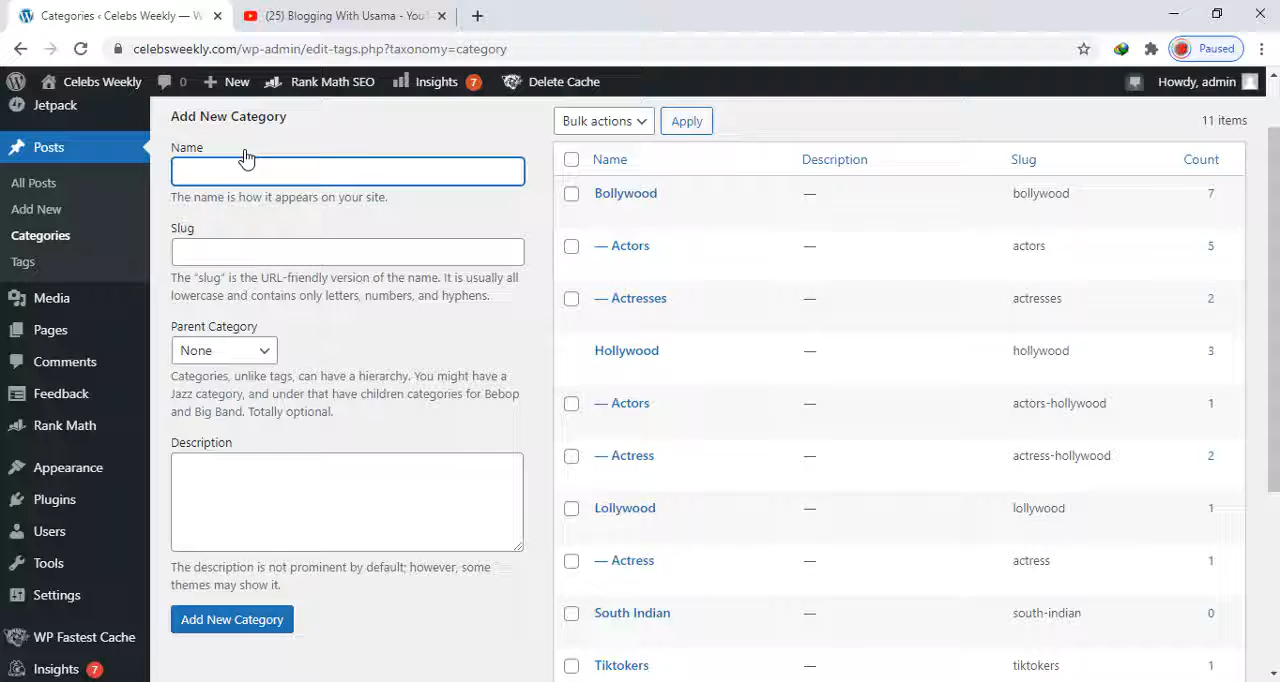 Categories ‹ Celebs Weekly — W
(25) Blogging With Usama - You
celebsweekly.com/wp-admin/edit-tags.php?taxonomy=category
Paused
Celebs Weekly
0
New
Rank Math SEO
Insights
7
Delete Cache
Howdy, admin
Jetpack
Posts
All Posts
Add New
Categories
Tags
Media
Pages
Comments
Feedback
Rank Math
Appearance
Plugins
Users
Tools
Settings
WP Fastest Cache
Insights
7
Add New Category
Name
The name is how it appears on your site.
Slug
The “slug” is the URL-friendly version of the name. It is usually all
lowercase and contains only letters, numbers, and hyphens.
Parent Category
None
Categories, unlike tags, can have a hierarchy. You might have a
Jazz category, and under that have children categories for Bebop
and Big Band. Totally optional.
Description
The description is not prominent by default; however, some
themes may show it.
Add New Category
Bulk actions
Apply
11 items
Name Description Slug Count
Bollywood — bollywood 7
— Actors — actors 5
— Actresses — actresses 2
Hollywood — hollywood 3
— Actors — actors-hollywood 1
— Actress — actress-hollywood 2
Lollywood — lollywood 1
— Actress — actress 1
South Indian — south-indian 0
Tiktokers — tiktokers 1